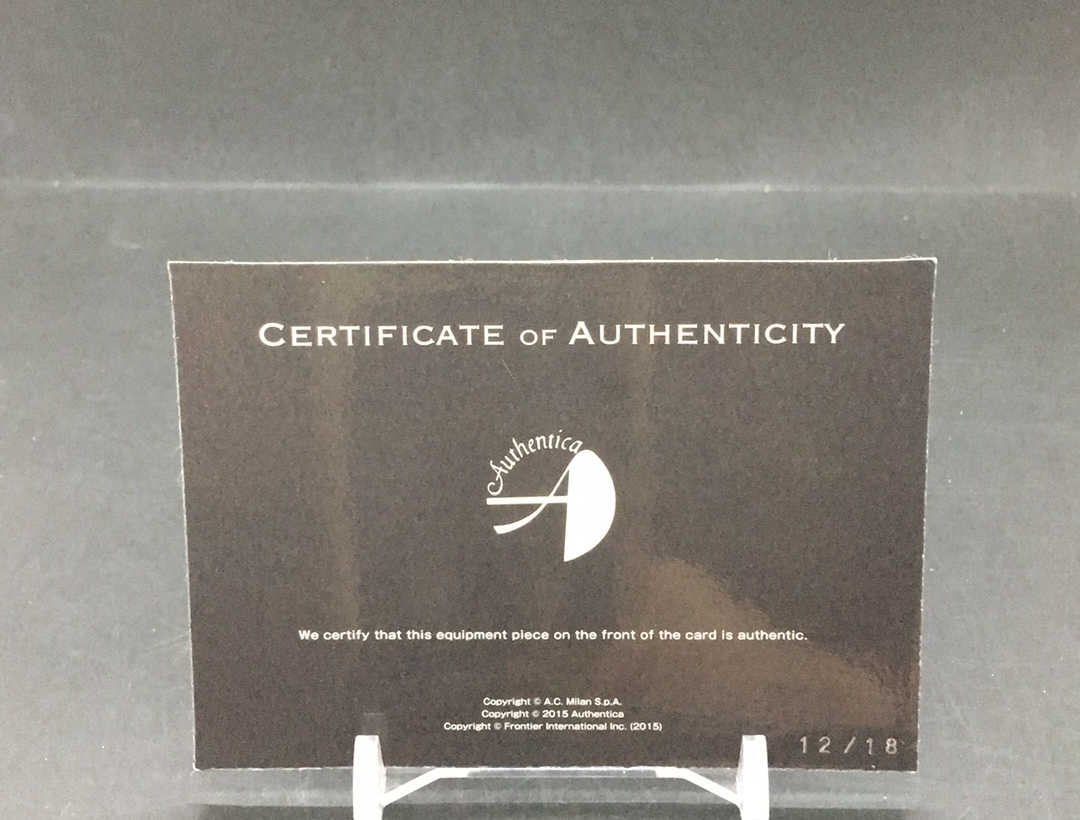 CERTIFICATE OF AUTHENTICITY
Authentica
We certify that this equipment piece on the front of the card is authentic.
Copyright © A.C. Milan S.p.A.
Copyright © 2015 Authentica
Copyright © Frontier International Inc. (2015)
12/18